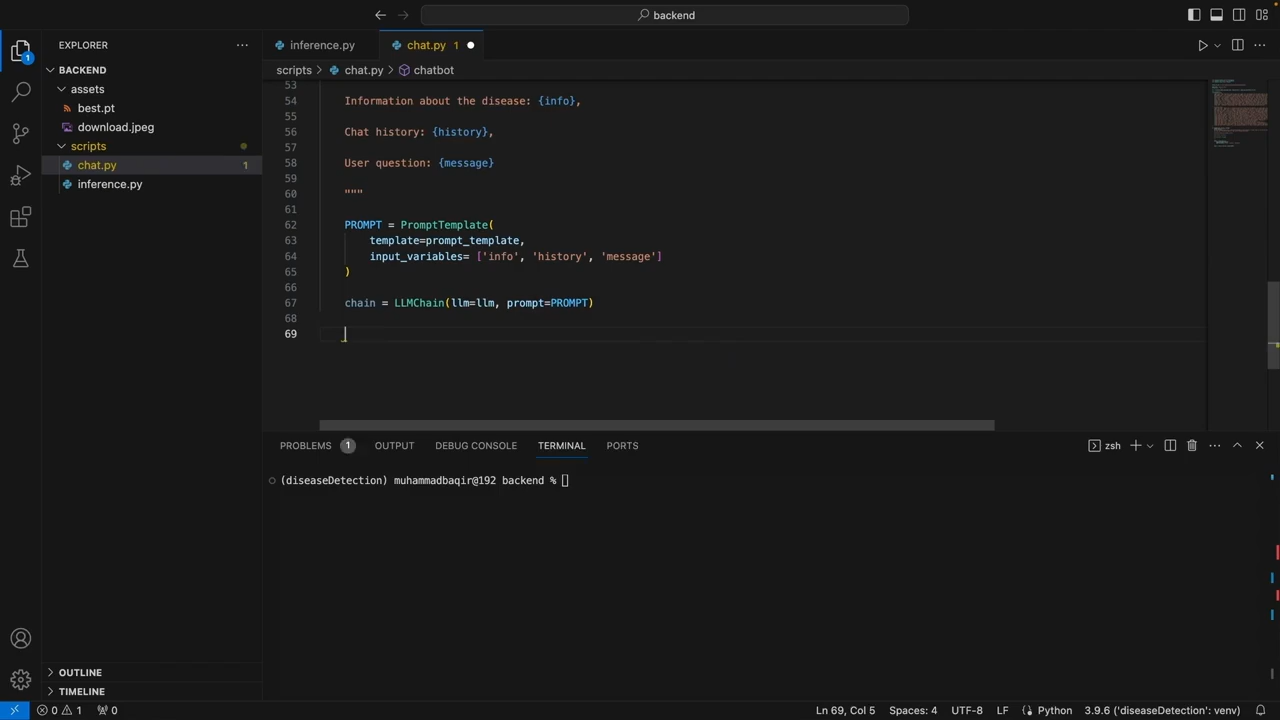 backend
EXPLORER
BACKEND
assets
best.pt
download.jpeg
scripts
chat.py 1
inference.py
OUTLINE
TIMELINE
inference.py chat.py 1
scripts > chat.py > chatbot
53
54 Information about the disease: {info},
55
56 Chat history: {history},
57
58 User question: {message}
59
60 """
61
62 PROMPT = PromptTemplate(
63 template=prompt_template,
64 input_variables= ['info', 'history', 'message']
65 )
66
67 chain = LLMChain(llm=llm, prompt=PROMPT)
68
69
PROBLEMS 1 OUTPUT DEBUG CONSOLE TERMINAL PORTS zsh
(diseaseDetection) muhammadbaqir@192 backend %
0 1 0 Ln 69, Col 5 Spaces: 4 UTF-8 LF Python 3.9.6 ('diseaseDetection': venv)